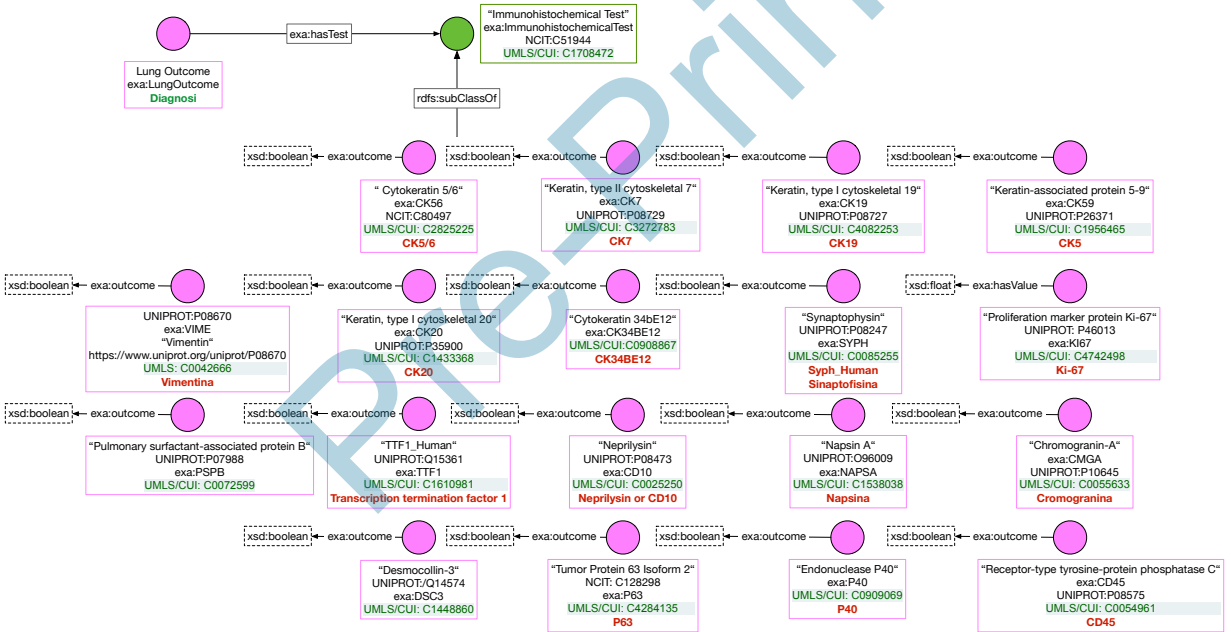 "Immunohistochemical Test"
exa:ImmunohistochemicalTest
NCIT:C51944
UMLS/CUI: C1708472
exa:hasTest
Lung Outcome
exa:LungOutcome
Diagnosi
rdfs:subClassOf
xsd:boolean exa:outcome xsd:boolean exa:outcome xsd:boolean exa:outcome xsd:boolean exa:outcome
" Cytokeratin 5/6"
exa:CK56
NCIT:C80497
UMLS/CUI: C2825225
CK5/6
"Keratin, type II cytoskeletal 7"
exa:CK7
UNIPROT:P08729
UMLS/CUI: C3272783
CK7
"Keratin, type I cytoskeletal 19"
exa:CK19
UNIPROT:P08727
UMLS/CUI: C4082253
CK19
"Keratin-associated protein 5-9"
exa:CK59
UNIPROT:P26371
UMLS/CUI: C1956465
CK5
xsd:boolean exa:outcome xsd:boolean exa:outcome xsd:boolean exa:outcome xsd:boolean exa:outcome xsd:float exa:hasValue
UNIPROT:P08670
exa:VIME
"Vimentin"
https://www.uniprot.org/uniprot/P08670
UMLS: C0042666
Vimentina
"Keratin, type I cytoskeletal 20"
exa:CK20
UNIPROT:P35900
UMLS/CUI: C1433368
CK20
"Cytokeratin 34bE12"
exa:CK34BE12
UMLS/CUI:C0908867
CK34BE12
"Synaptophysin"
UNIPROT:P08247
exa:SYPH
UMLS/CUI: C0085255
Syph_Human
Sinaptofisina
"Proliferation marker protein Ki-67"
UNIPROT: P46013
exa:KI67
UMLS/CUI: C4742498
Ki-67
xsd:boolean exa:outcome xsd:boolean exa:outcome xsd:boolean exa:outcome xsd:boolean exa:outcome xsd:boolean exa:outcome
"Pulmonary surfactant-associated protein B"
UNIPROT:P07988
exa:PSPB
UMLS/CUI: C0072599
"TTF1_Human"
UNIPROT:Q15361
exa:TTF1
UMLS/CUI: C1610981
Transcription termination factor 1
"Neprilysin"
UNIPROT:P08473
exa:CD10
UMLS/CUI: C0025250
Neprilysin or CD10
"Napsin A"
UNIPROT:O96009
exa:NAPSA
UMLS/CUI: C1538038
Napsina
"Chromogranin-A"
exa:CMGA
UNIPROT:P10645
UMLS/CUI: C0055633
Cromogranina
xsd:boolean exa:outcome xsd:boolean exa:outcome xsd:boolean exa:outcome xsd:boolean exa:outcome
"Desmocollin-3"
UNIPROT:/Q14574
exa:DSC3
UMLS/CUI: C1448860
"Tumor Protein 63 Isoform 2"
NCIT: C128298
exa:P63
UMLS/CUI: C4284135
P63
"Endonuclease P40"
exa:P40
UMLS/CUI: C0909069
P40
"Receptor-type tyrosine-protein phosphatase C"
exa:CD45
UNIPROT:P08575
UMLS/CUI: C0054961
CD45
Pre-Prin